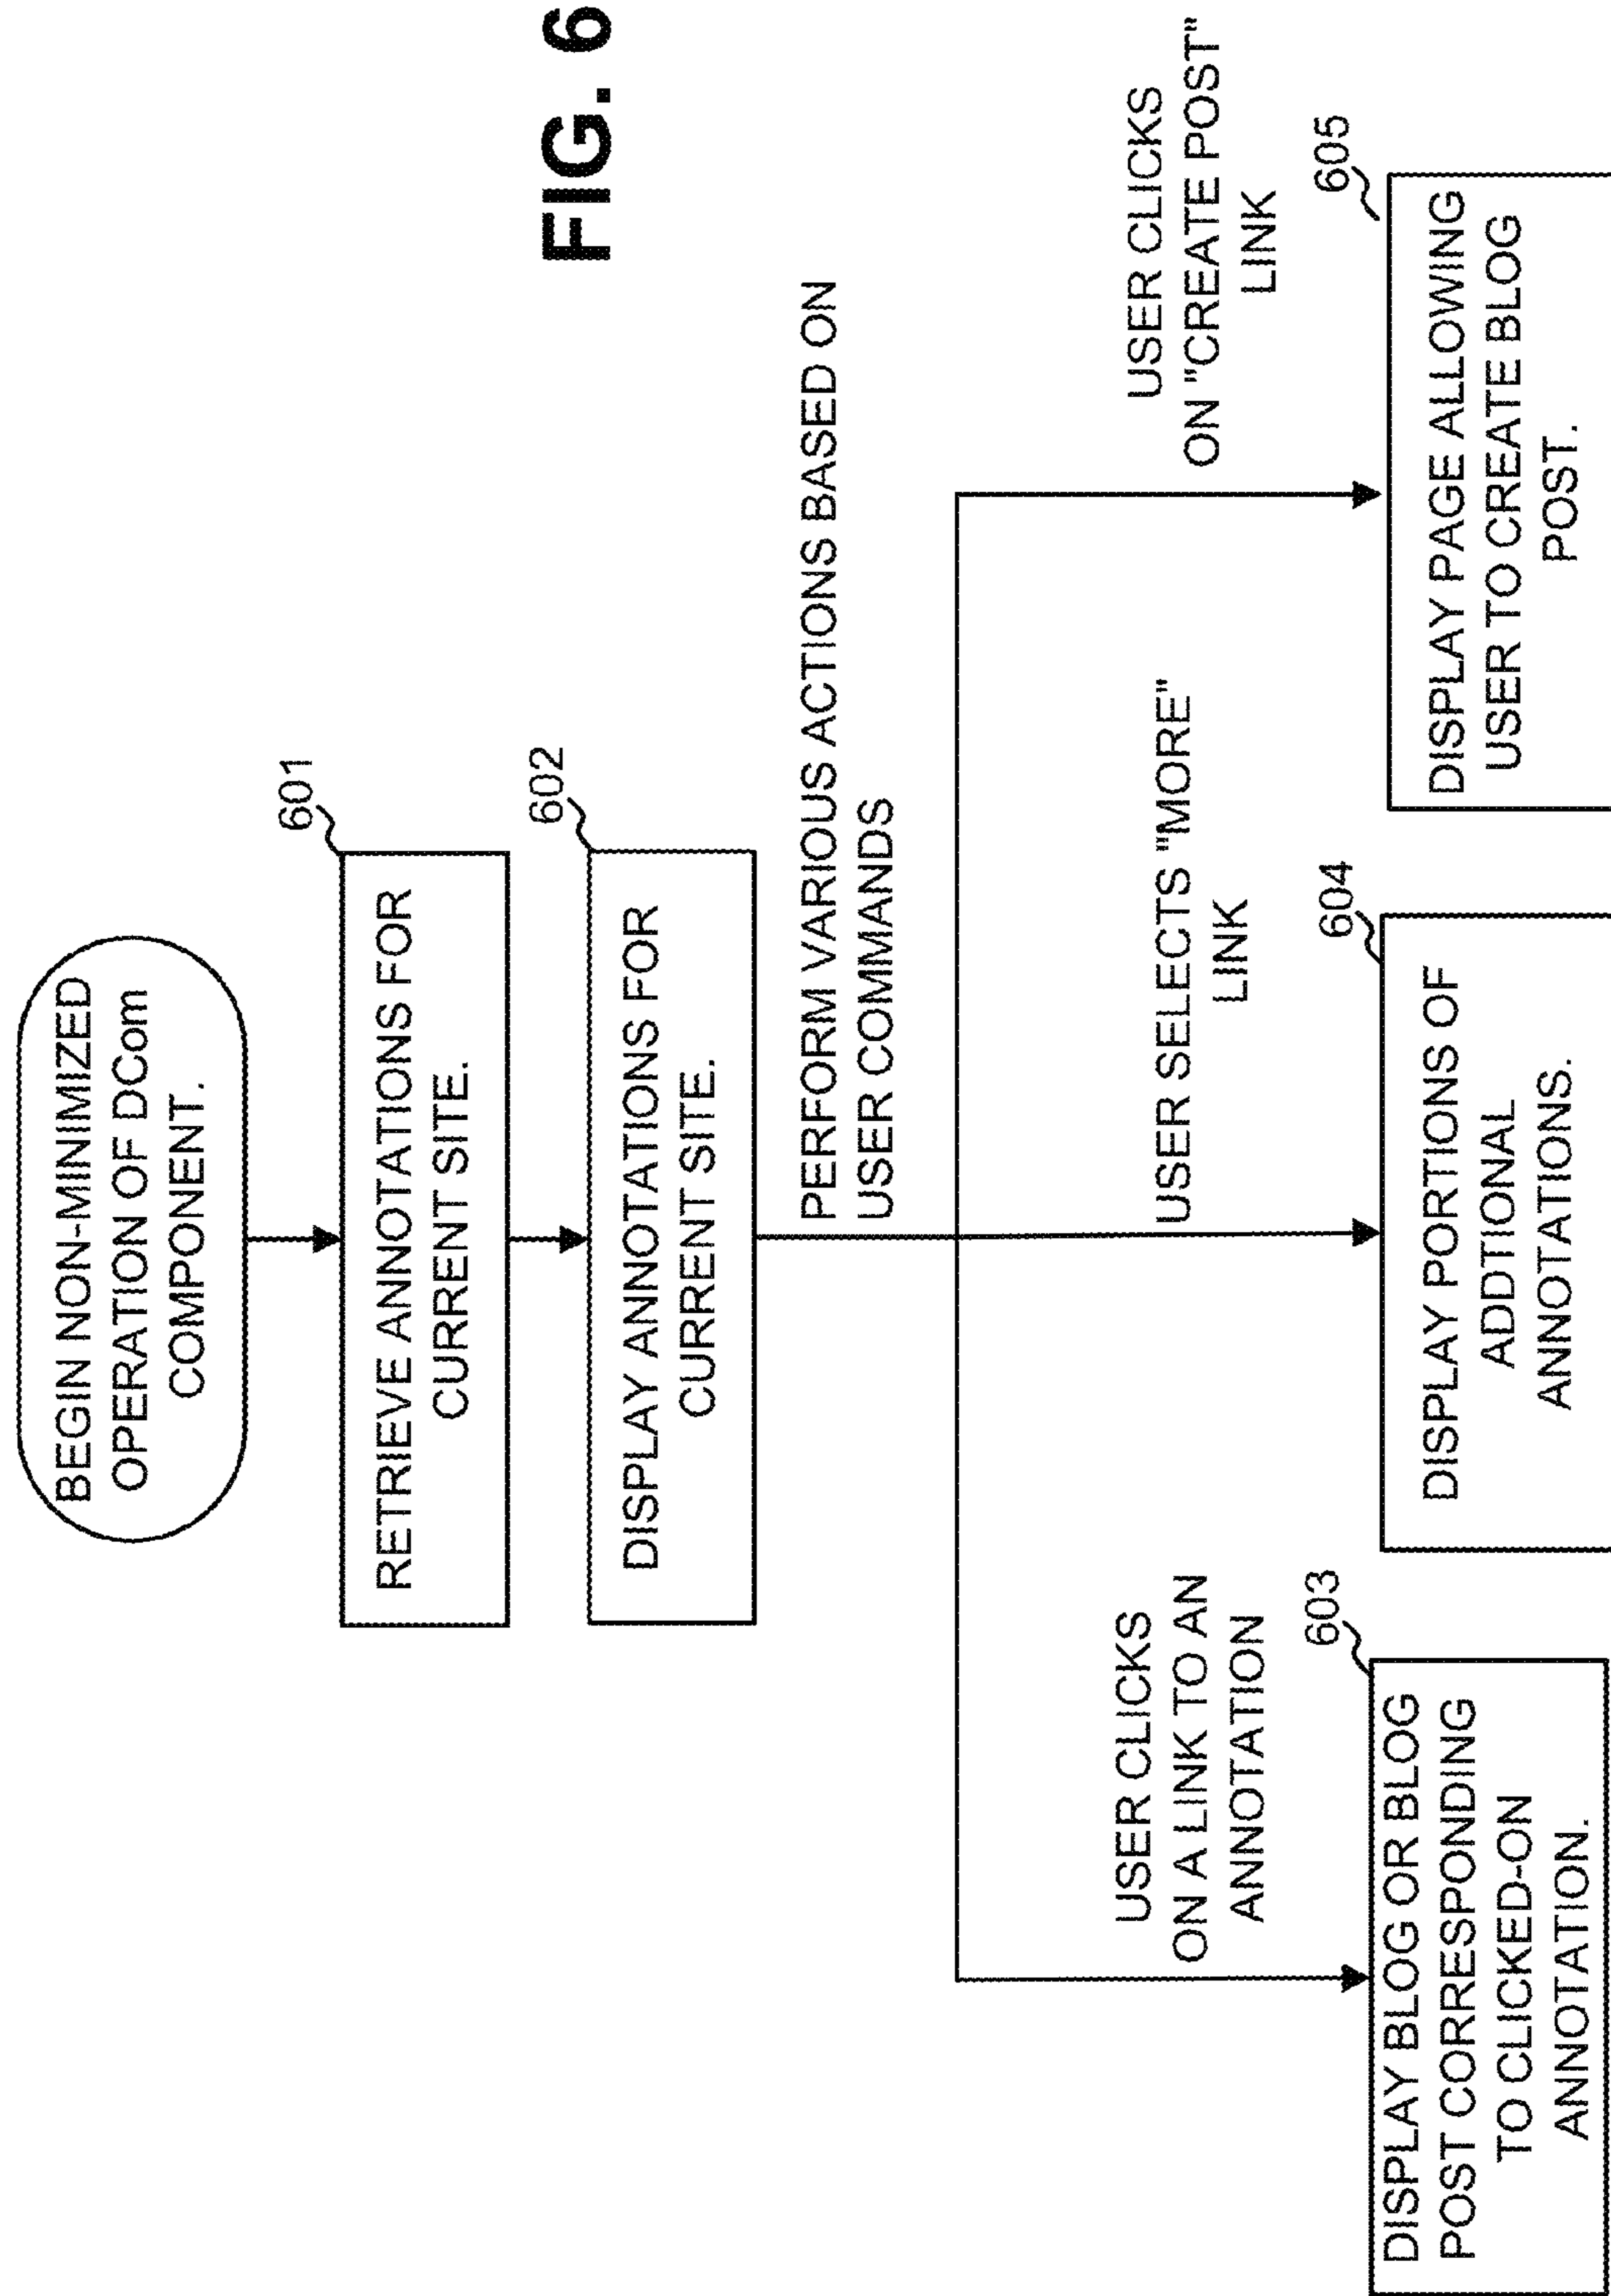 BEGIN NON-MINIMIZED
OPERATION OF DCom
COMPONENT.
601
RETRIEVE ANNOTATIONS FOR
CURRENT SITE.
602
DISPLAY ANNOTATIONS FOR
CURRENT SITE.
PERFORM VARIOUS ACTIONS BASED ON
USER COMMANDS
USER CLICKS
ON A LINK TO AN
ANNOTATION
603
DISPLAY BLOG OR BLOG
POST CORRESPONDING
TO CLICKED-ON
ANNOTATION.
USER SELECTS "MORE"
LINK
604
DISPLAY PORTIONS OF
ADDTIONAL
ANNOTATIONS.
USER CLICKS
ON "CREATE POST"
LINK
605
DISPLAY PAGE ALLOWING
USER TO CREATE BLOG
POST.
FIG. 6